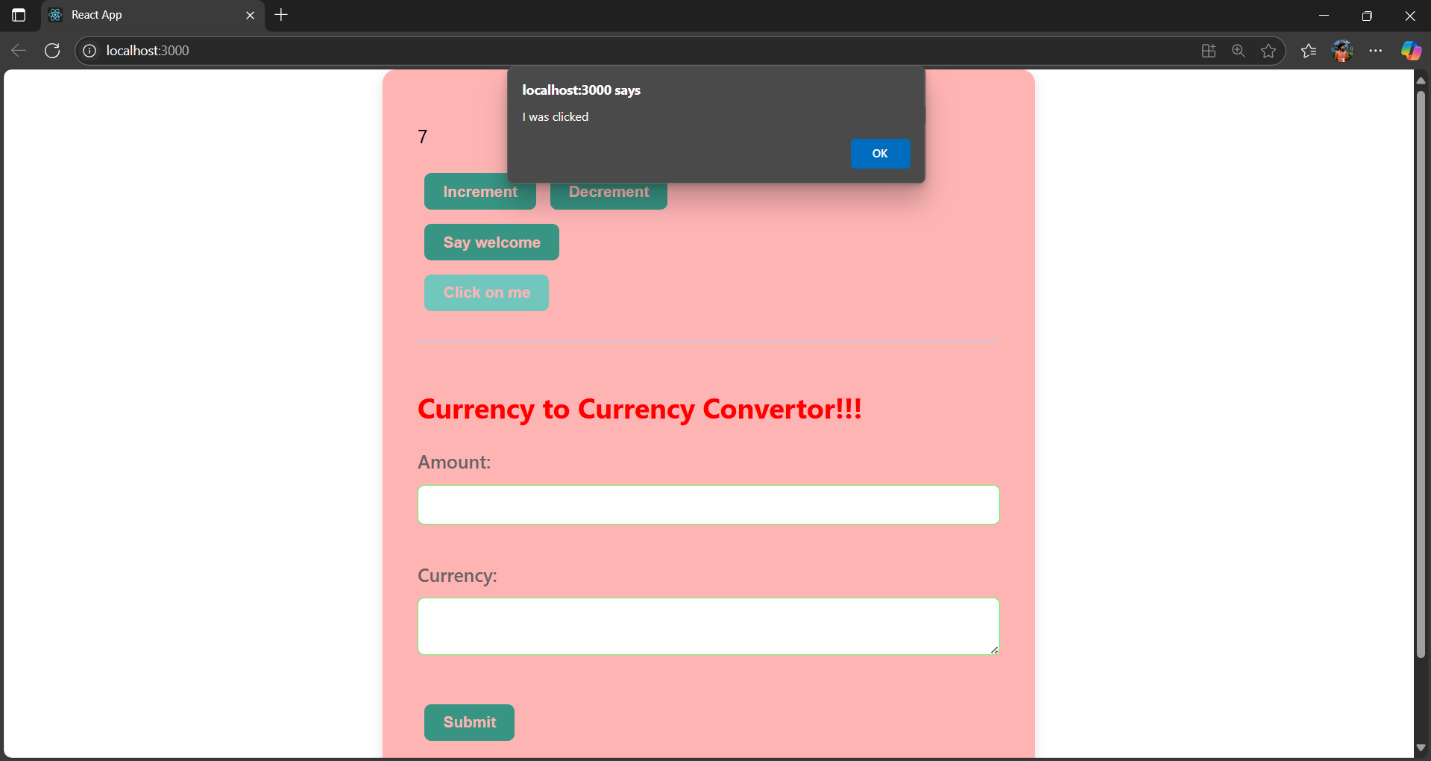 React App
localhost:3000
localhost:3000 says
I was clicked
OK
7
Increment Decrement
Say welcome
Click on me
Currency to Currency Convertor!!!
Amount:
Currency:
Submit